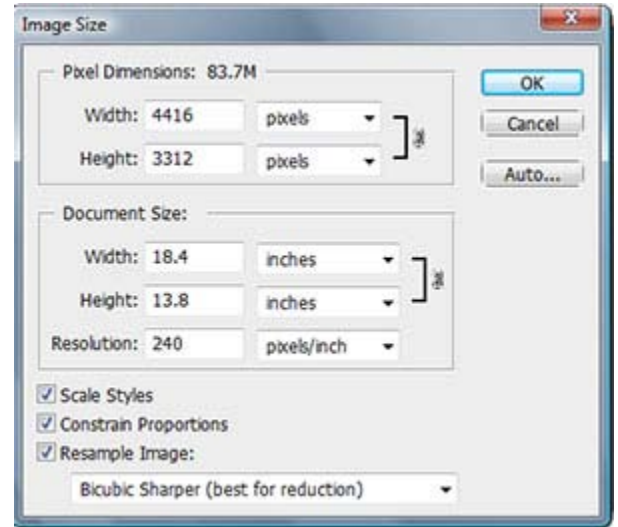 Image Size
Pixel Dimensions: 83.7M
Width: 4416 pixels
Height: 3312 pixels
Document Size:
Width: 18.4 inches
Height: 13.8 inches
Resolution: 240 pixels/inch
Scale Styles
Constrain Proportions
Resample Image:
Bicubic Sharper (best for reduction)
OK
Cancel
Auto...